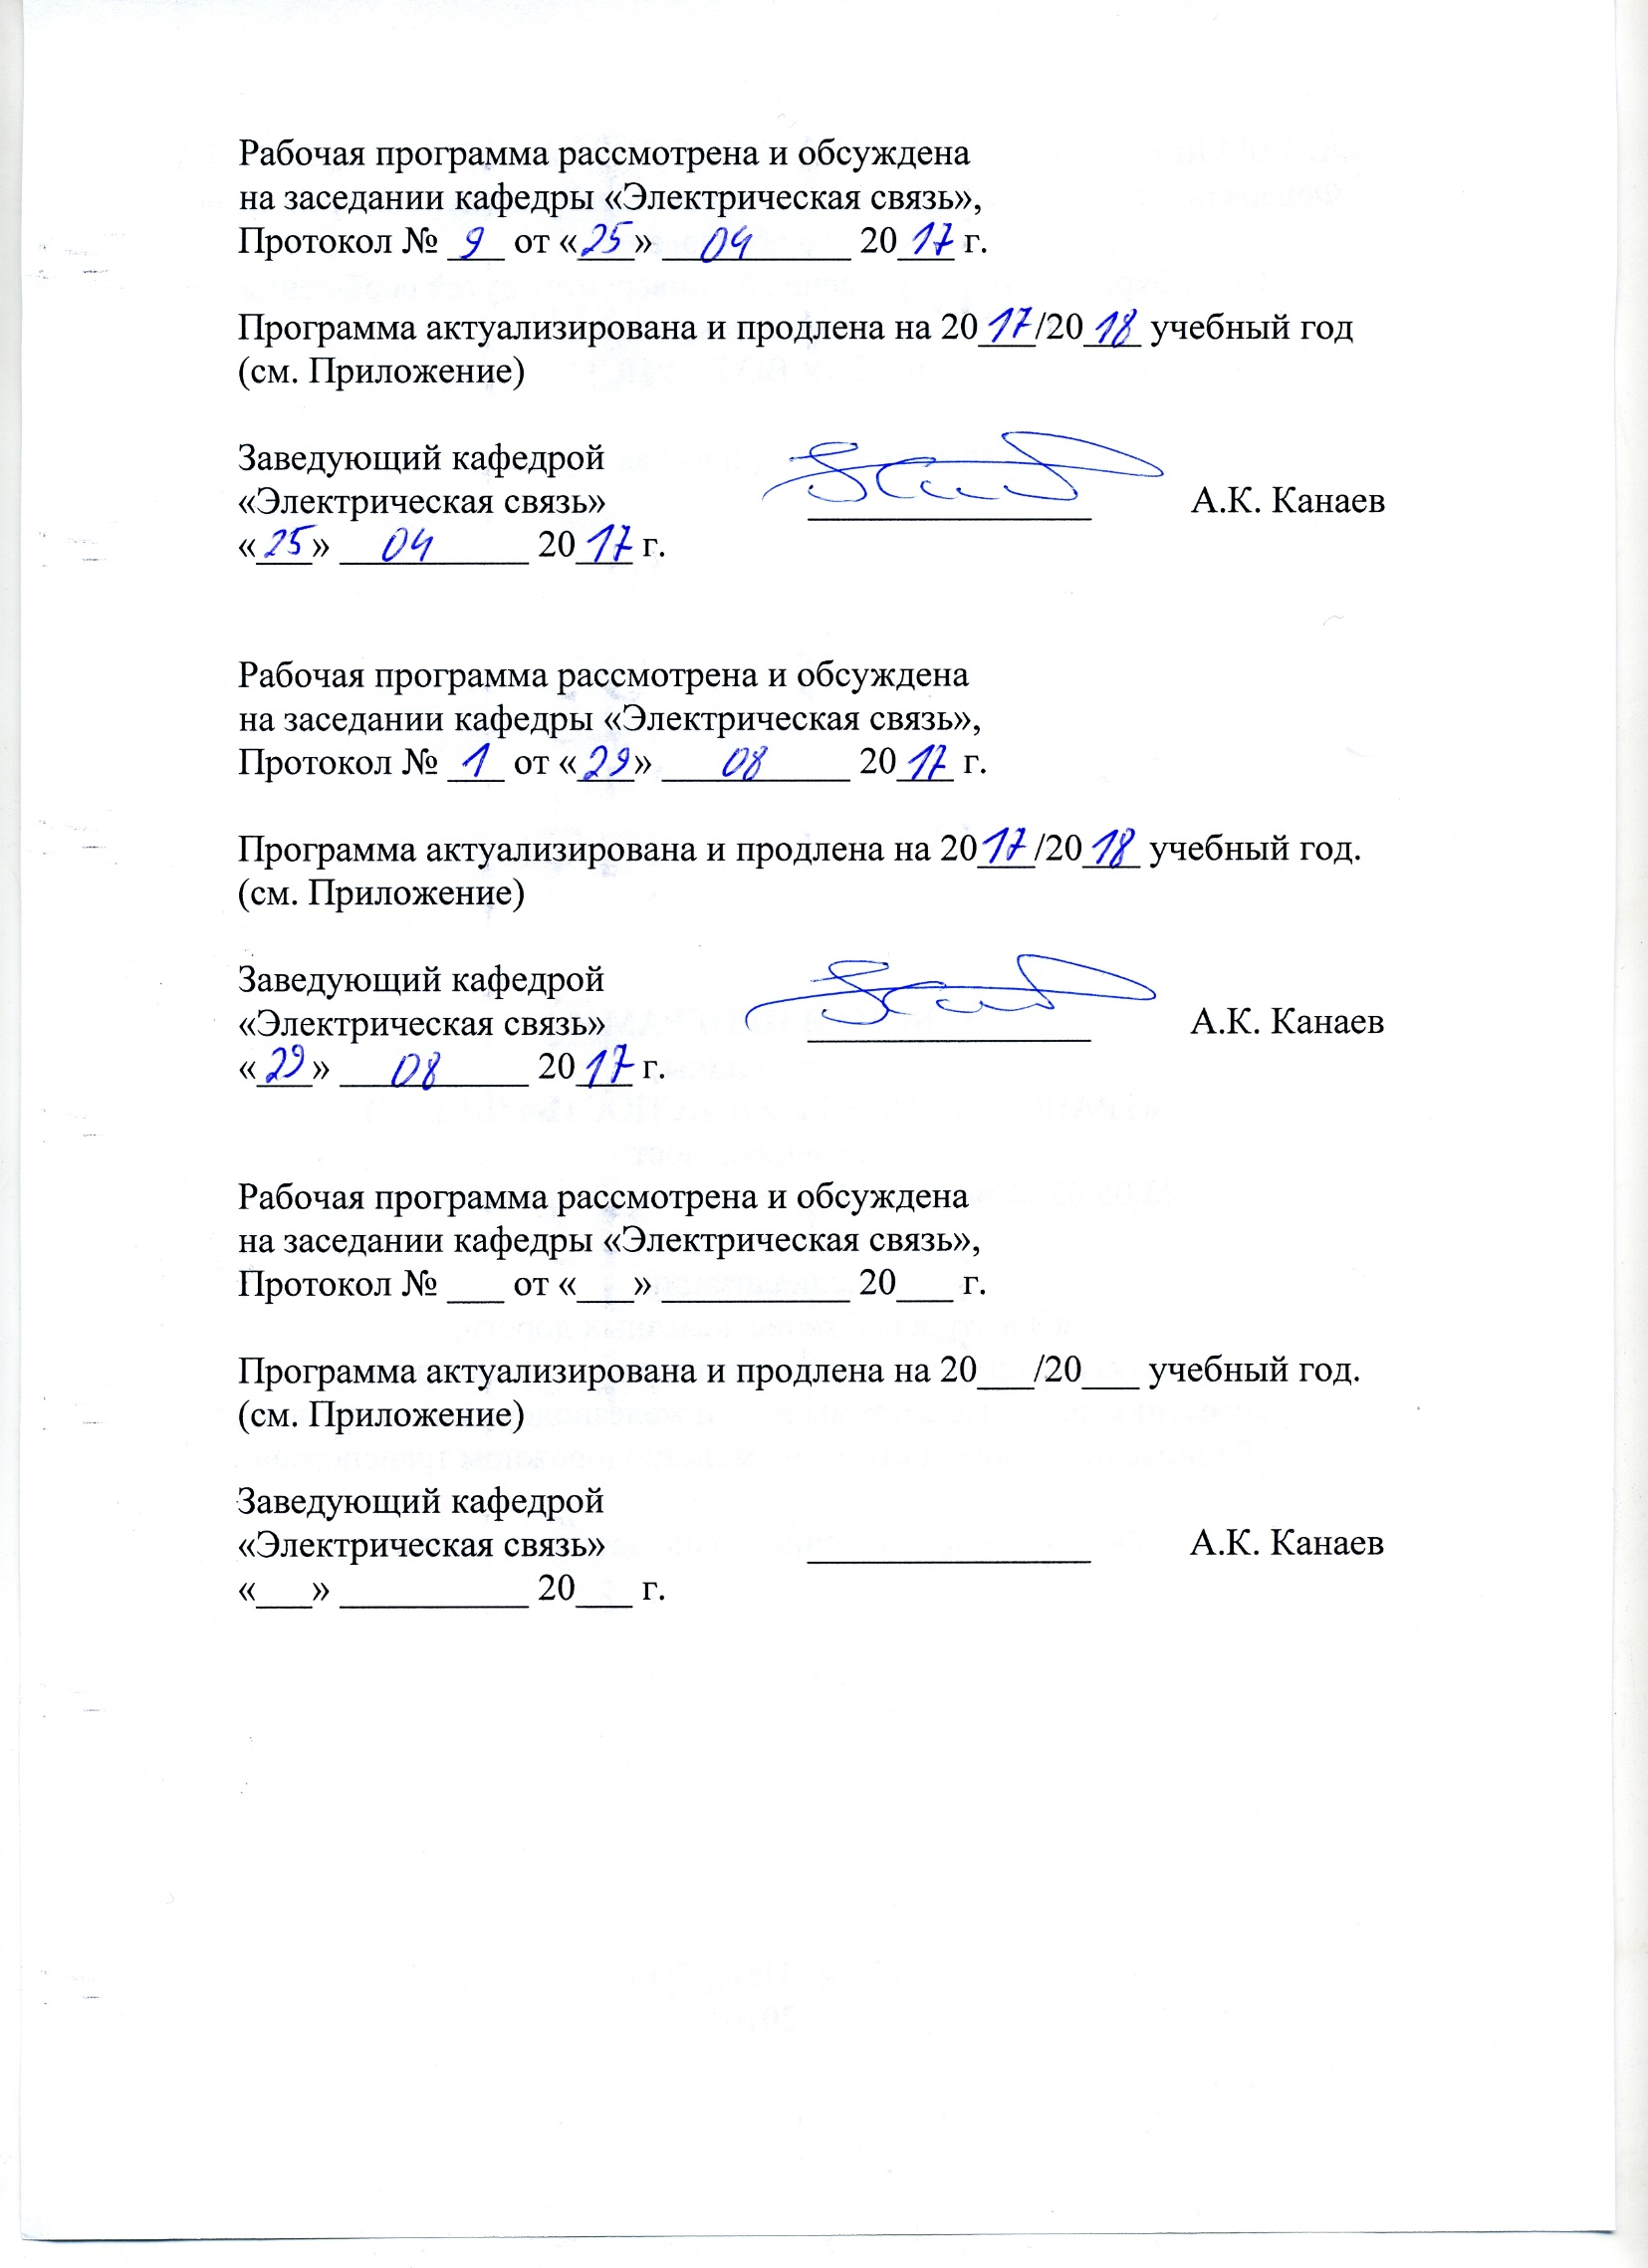 Рабочая программа рассмотрена и обсуждена
на заседании кафедры «Электрическая связь»,
Протокол № 9 от «25» 04 2017 г.
Программа актуализирована и продлена на 2017/2018 учебный год
(см. Приложение)
Заведующий кафедрой
«Электрическая связь» А.К. Канаев
«25» 04 2017 г.
Рабочая программа рассмотрена и обсуждена
на заседании кафедры «Электрическая связь»,
Протокол № 1 от «29» 08 2017 г.
Программа актуализирована и продлена на 2017/2018 учебный год.
(см. Приложение)
Заведующий кафедрой
«Электрическая связь» А.К. Канаев
«29» 08 2017 г.
Рабочая программа рассмотрена и обсуждена
на заседании кафедры «Электрическая связь»,
Протокол № ___ от «___» __________ 20___ г.
Программа актуализирована и продлена на 20___/20___ учебный год.
(см. Приложение)
Заведующий кафедрой
«Электрическая связь» _______________ А.К. Канаев
«___» __________ 20___ г.